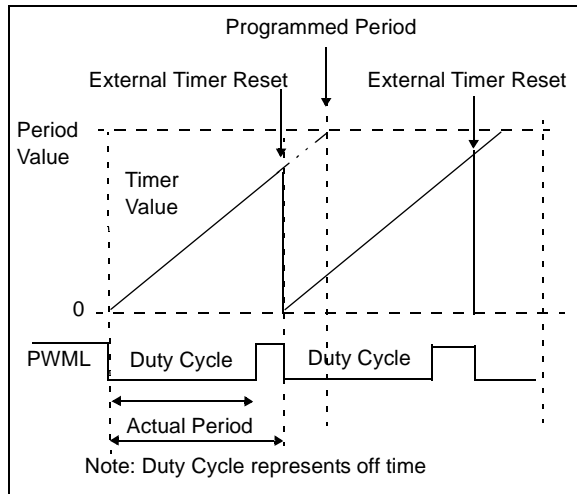 Programmed Period
External Timer Reset
External Timer Reset
Period
Value
Timer
Value
0
PWML
Duty Cycle
Duty Cycle
Actual Period
Note: Duty Cycle represents off time